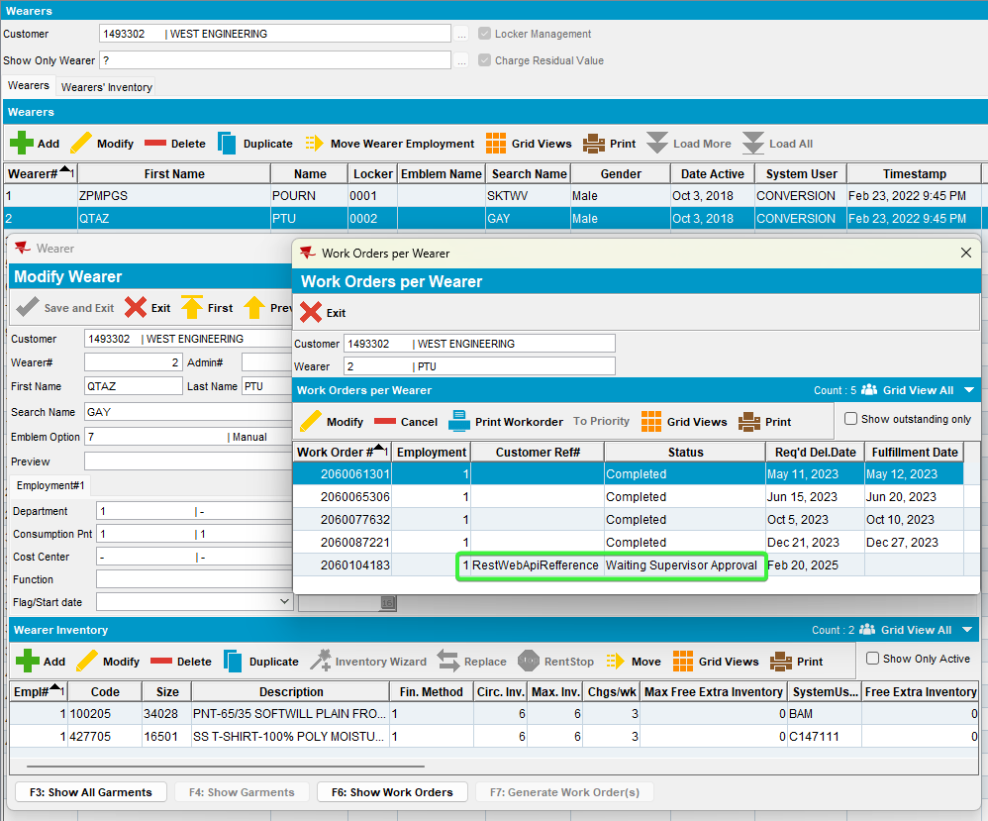 Wearers
Customer 1493302 | WEST ENGINEERING ... Locker Management
Show Only Wearer ? ... Charge Residual Value
Wearers Wearers' Inventory
Wearers
Add Modify Delete Duplicate Move Wearer Employment Grid Views Print Load More Load All
Wearer# 1 First Name Name Locker Emblem Name Search Name Gender Date Active System User Timestamp
1 ZPMPGS POURN 0001 SKTWV Male Oct 3, 2018 CONVERSION Feb 23, 2022 9:45 PM
2 QTAZ PTU 0002 GAY Male Oct 3, 2018 CONVERSION Feb 23, 2022 9:45 PM
Wearer
Modify Wearer
Save and Exit Exit First
Customer 1493302 | WEST ENGINEERING
Wearer# 2 Admin#
First Name QTAZ Last Name PTU
Search Name GAY
Emblem Option 7 | Manual
Preview
Employment#1
Department 1 | -
Consumption Pnt 1 | 1
Cost Center - | -
Function
Flag/Start date 16
Work Orders per Wearer
Work Orders per Wearer
Exit
Customer 1493302 | WEST ENGINEERING
Wearer 2 | PTU
Work Orders per Wearer Count : 5 Grid View All
Modify Cancel Print Workorder To Priority Grid Views Print Show outstanding only
Work Order # 1 Employment Customer Ref# Status Req'd Del.Date Fulfillment Date
2060061301 1 Completed May 11, 2023 May 12, 2023
2060065306 1 Completed Jun 15, 2023 Jun 20, 2023
2060077632 1 Completed Oct 5, 2023 Oct 10, 2023
2060087221 1 Completed Dec 21, 2023 Dec 27, 2023
2060104183 1 RestWebApiRefference Waiting Supervisor Approval Feb 20, 2025
Wearer Inventory Count : 2 Grid View All
Add Modify Delete Duplicate Inventory Wizard Replace RentStop Move Grid Views Print Show Only Active
Empl# 1 Code Size Description Fin. Method Circ. Inv. Max. Inv. Chgs/wk Max Free Extra Inventory SystemUs... Free Extra Inventory
1 100205 34028 PNT-65/35 SOFTWILL PLAIN FRO... 1 6 6 3 0 BAM 0
1 427705 16501 SS T-SHIRT-100% POLY MOISTU... 1 6 6 3 0 C147111 0
F3: Show All Garments F4: Show Garments F6: Show Work Orders F7: Generate Work Order(s)